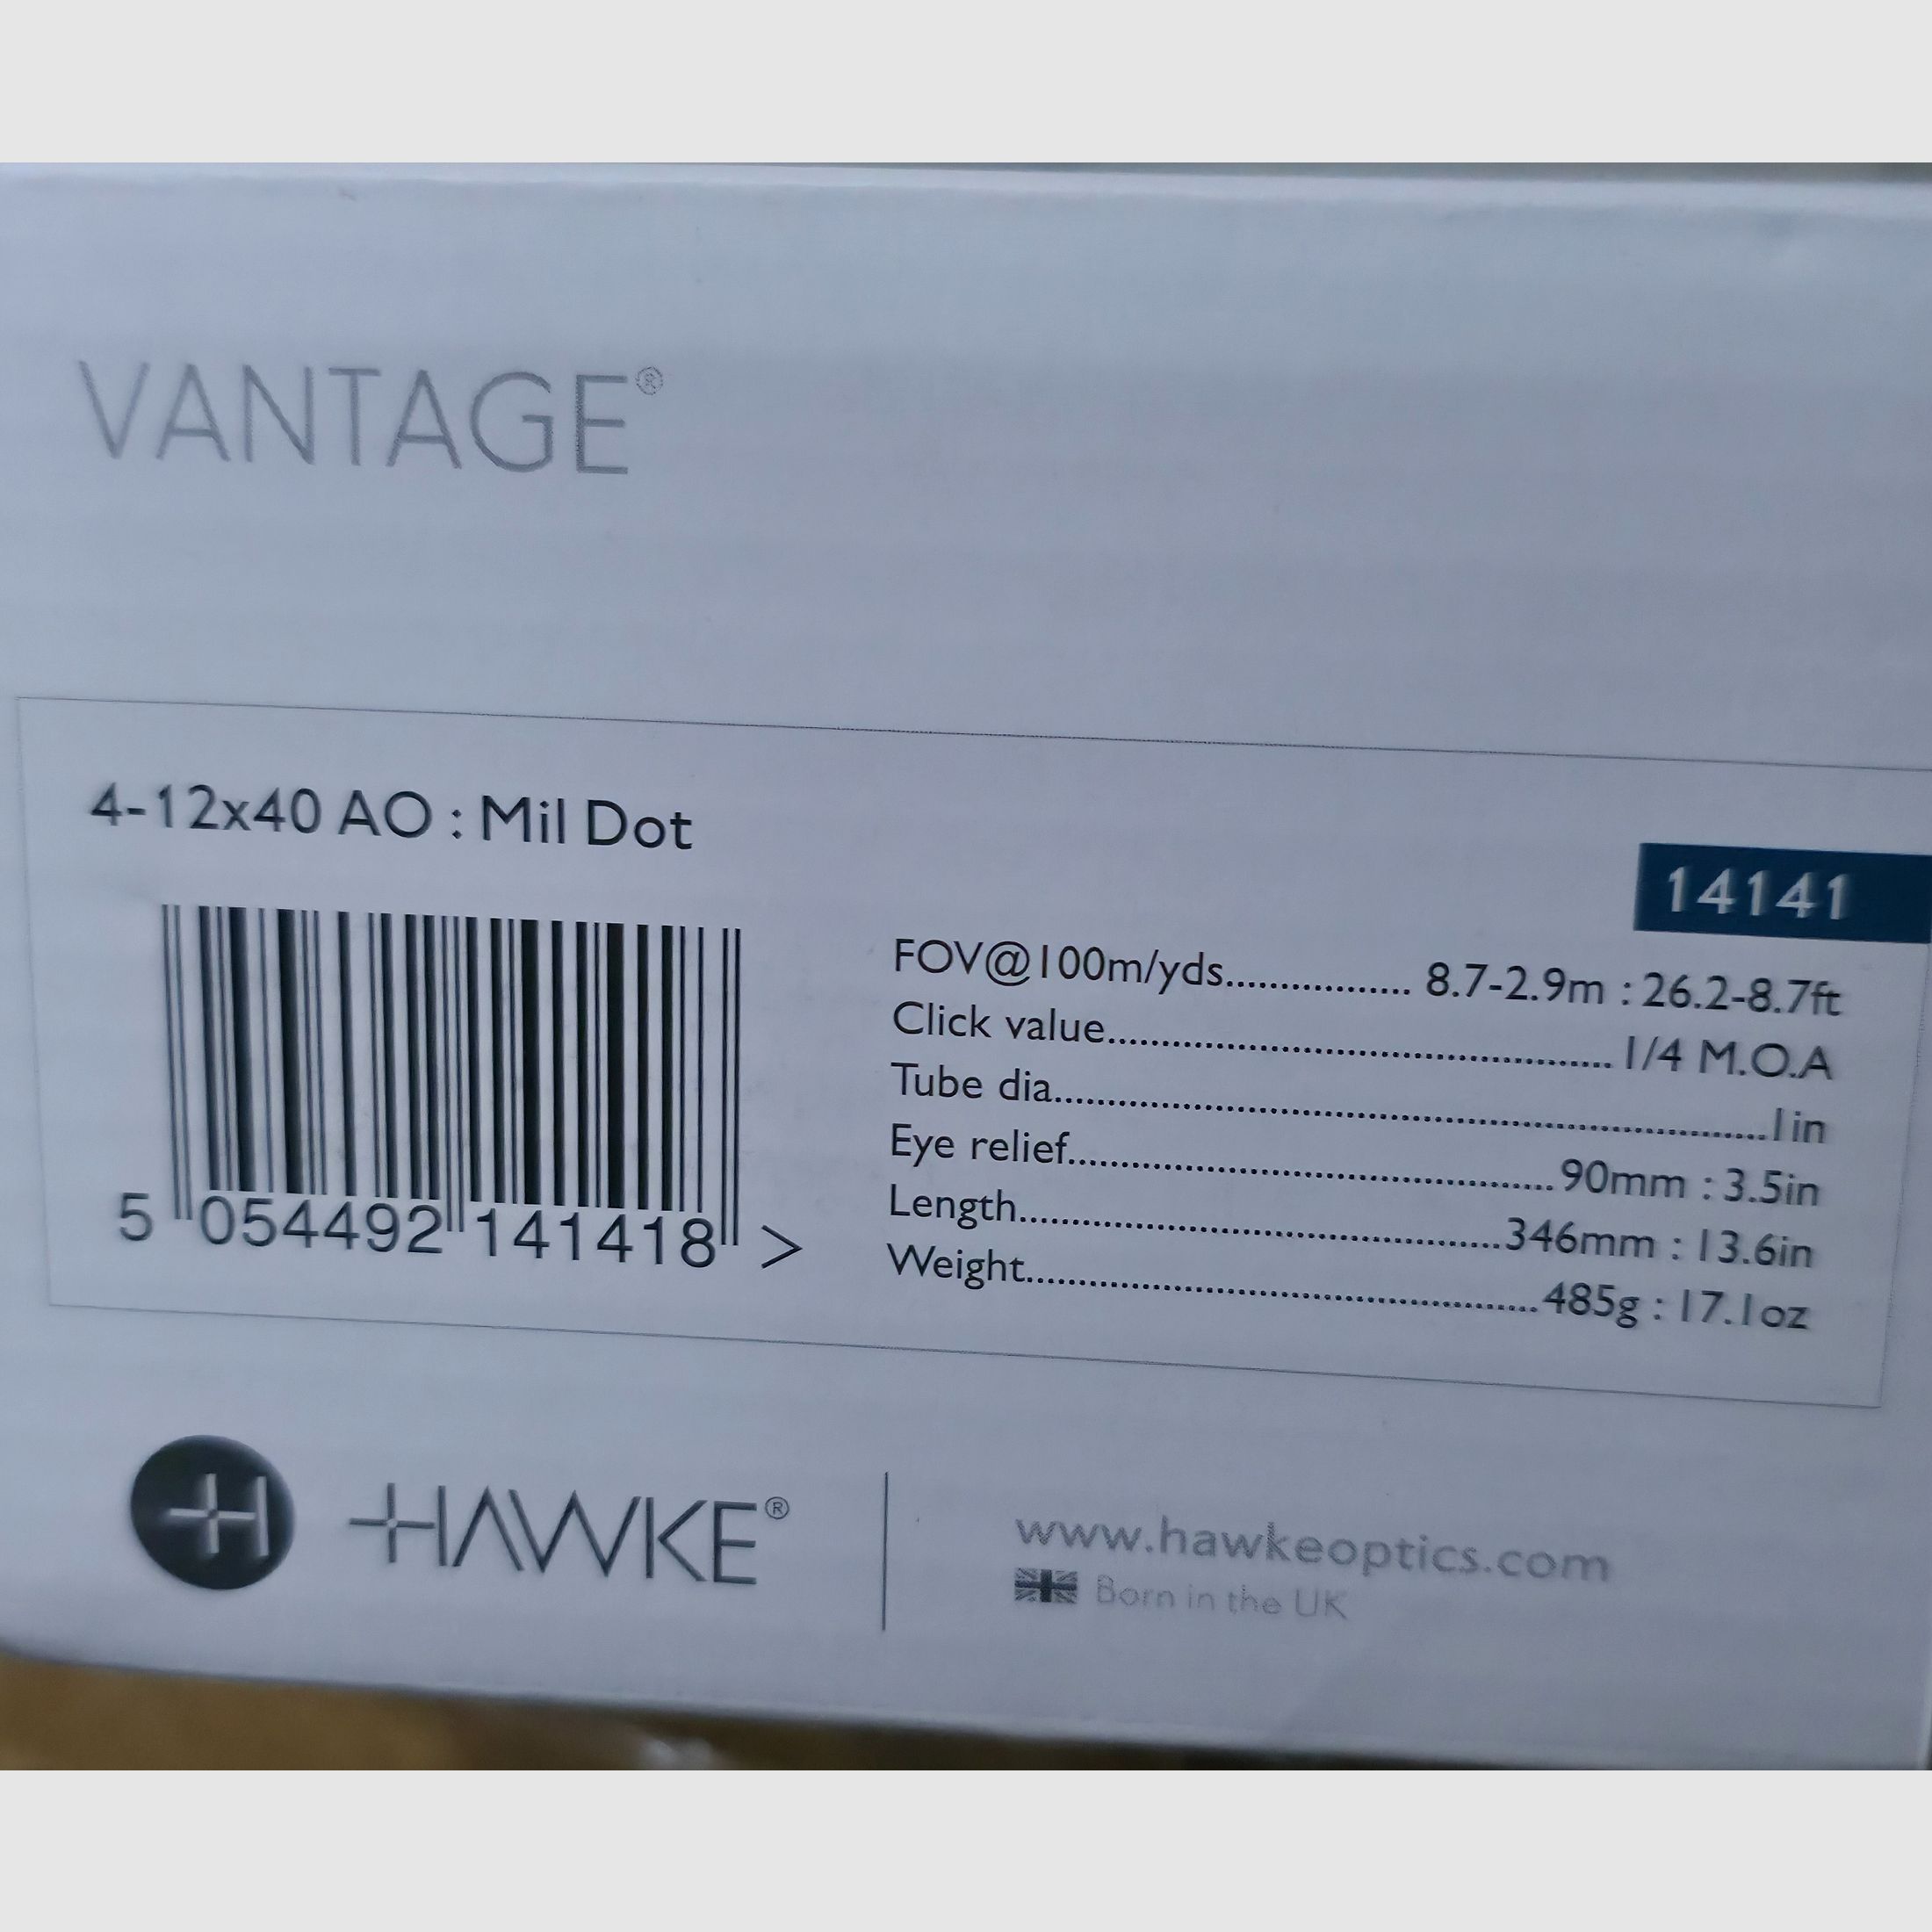 VANTAGE®
4-12x40 AO : Mil Dot
14141
FOV@100m/yds................. 8.7-2.9m : 26.2-8.7ft
Click value.................................................. 1/4 M.O.A
Tube dia......................................................................1in
Eye relief................................................90mm : 3.5in
Length................................................346mm : 13.6in
Weight..................................................485g : 17.1oz
5 054492 141418 >
HAWKE®
www.hawkeoptics.com
Born in the UK